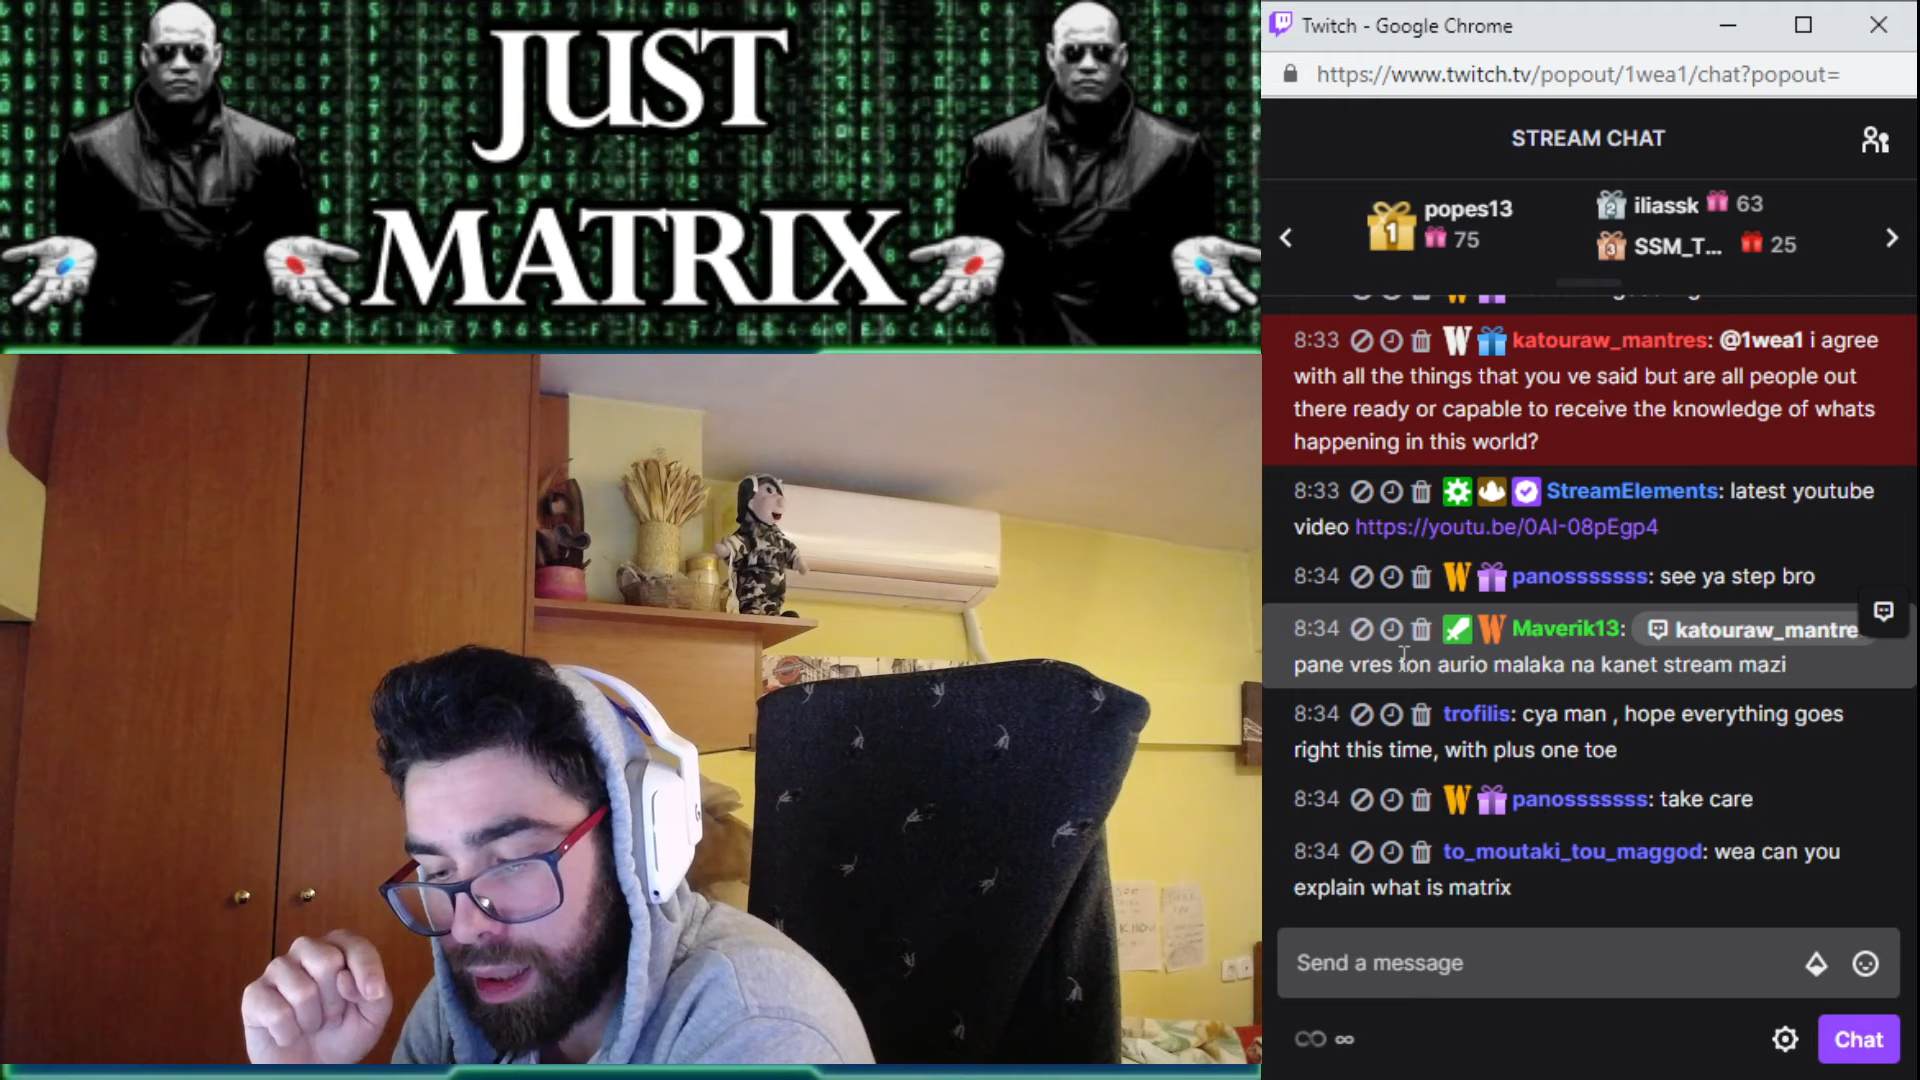 JUST
MATRIX
Twitch - Google Chrome
https://www.twitch.tv/popout/1wea1/chat?popout=
STREAM CHAT
1 popes13
75
2 iliassk 63
3 SSM_T... 25
8:33 katouraw_mantres: @1wea1 i agree
with all the things that you ve said but are all people out
there ready or capable to receive the knowledge of whats
happening in this world?
8:33 StreamElements: latest youtube
video https://youtu.be/0AI-08pEgp4
8:34 panosssssss: see ya step bro
8:34 Maverik13: katouraw_mantre
pane vres ton aurio malaka na kanet stream mazi
8:34 trofilis: cya man , hope everything goes
right this time, with plus one toe
8:34 panosssssss: take care
8:34 to_moutaki_tou_maggod: wea can you
explain what is matrix
Send a message
Chat